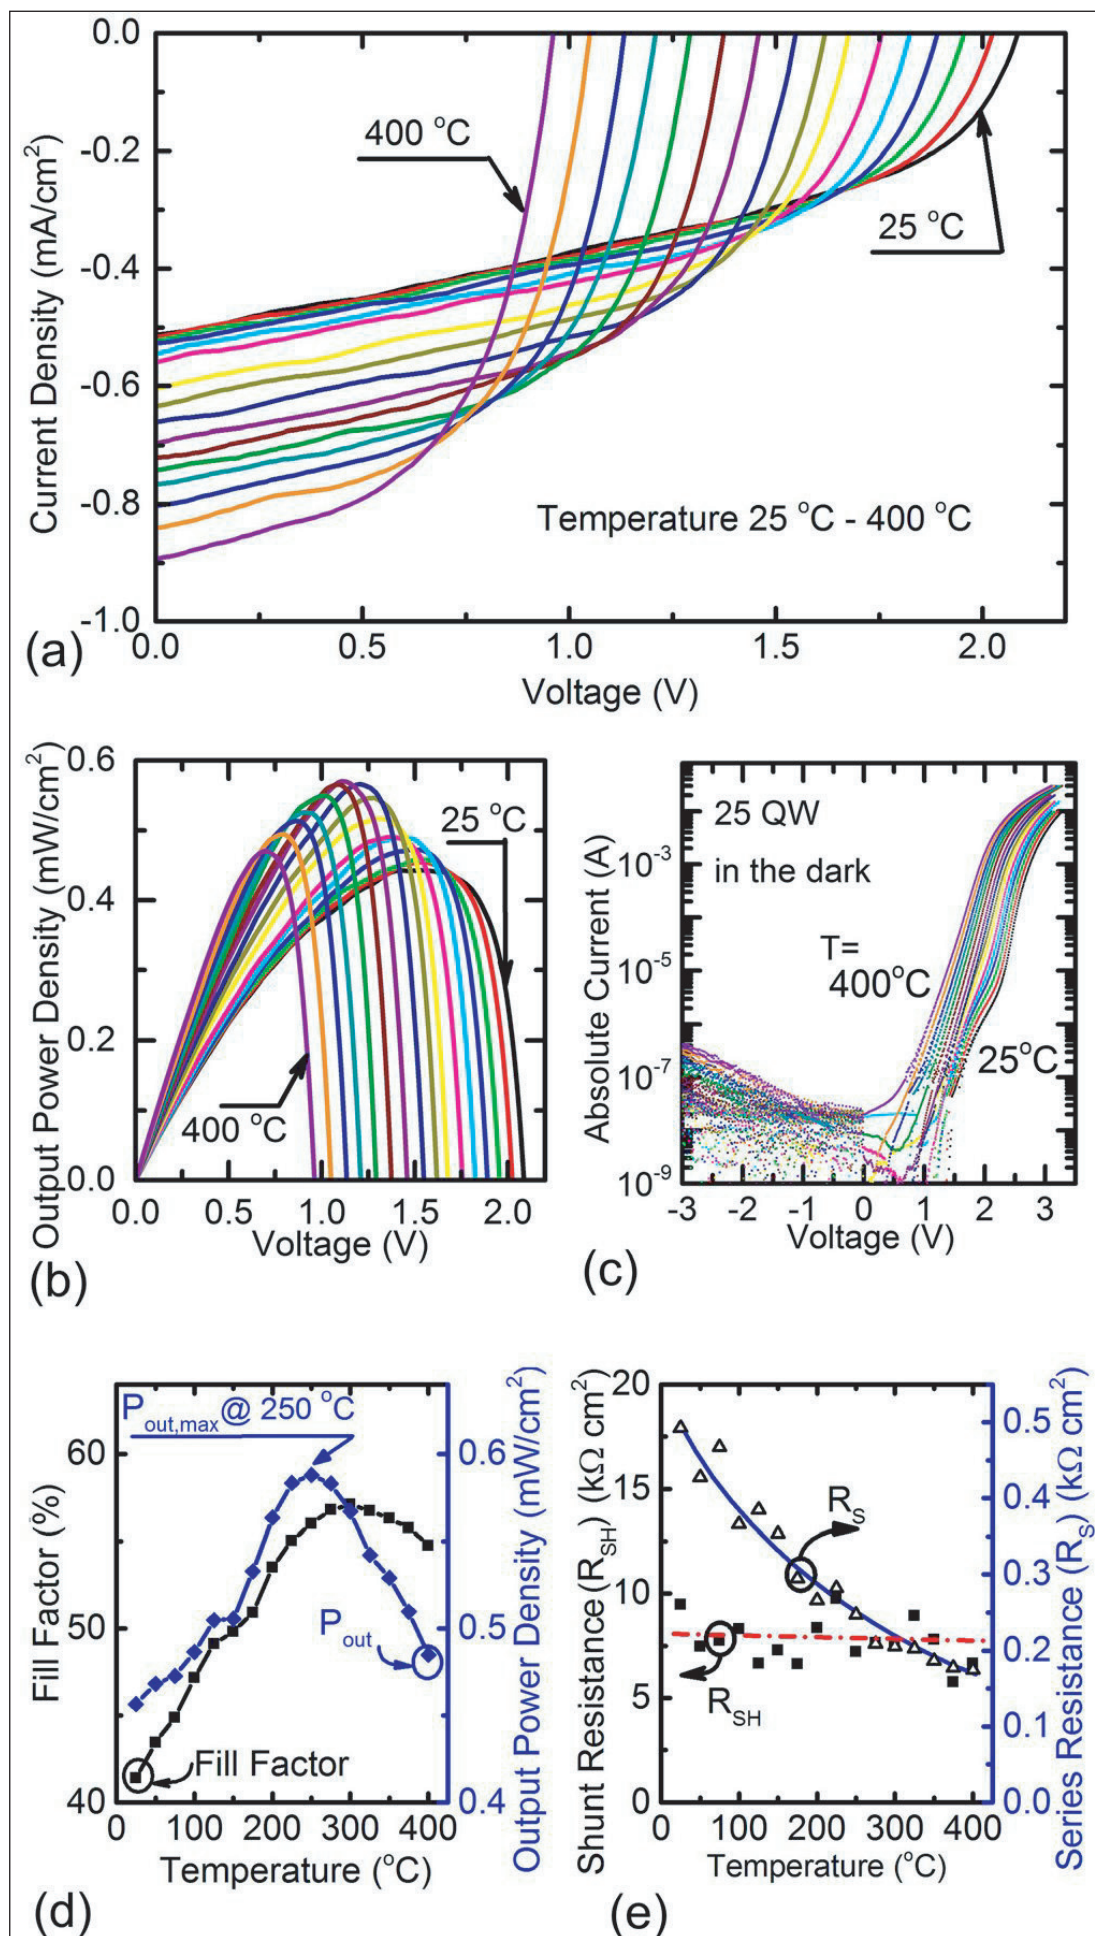 0.0
-0.2
-0.4
-0.6
-0.8
-1.0
Current Density (mA/cm²)
400 °C
25 °C
Temperature 25 °C - 400 °C
0.0 0.5 1.0 1.5 2.0
Voltage (V)
(a)
0.6
0.4
0.2
0.0
Output Power Density (mW/cm²)
25 °C
400 °C
0.0 0.5 1.0 1.5 2.0
Voltage (V)
(b)
10⁻³
10⁻⁵
10⁻⁷
10⁻⁹
Absolute Current (A)
25 QW
in the dark
T=
400°C
25°C
-3 -2 -1 0 1 2 3
Voltage (V)
(c)
60
50
40
Fill Factor (%)
P_out,max @ 250 °C
P_out
Fill Factor
0.6
0.5
0.4
Output Power Density (mW/cm²)
0 100 200 300 400
Temperature (°C)
(d)
20
15
10
5
0
Shunt Resistance (R_SH) (kΩ cm²)
R_S
R_SH
0.5
0.4
0.3
0.2
0.1
0.0
Series Resistance (R_S) (kΩ cm²)
0 100 200 300 400
Temperature (°C)
(e)